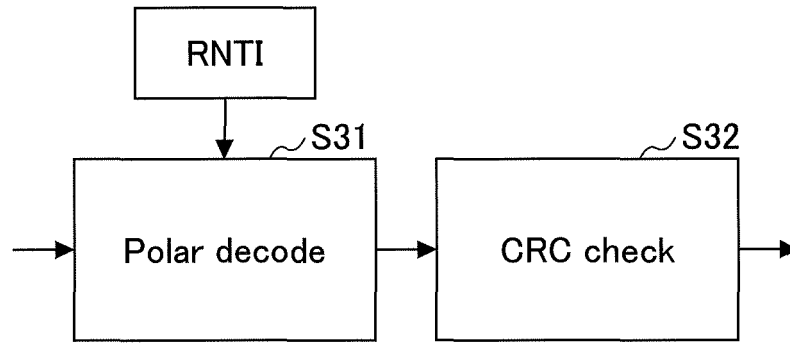 RNTI
S31
S32
Polar decode
CRC check